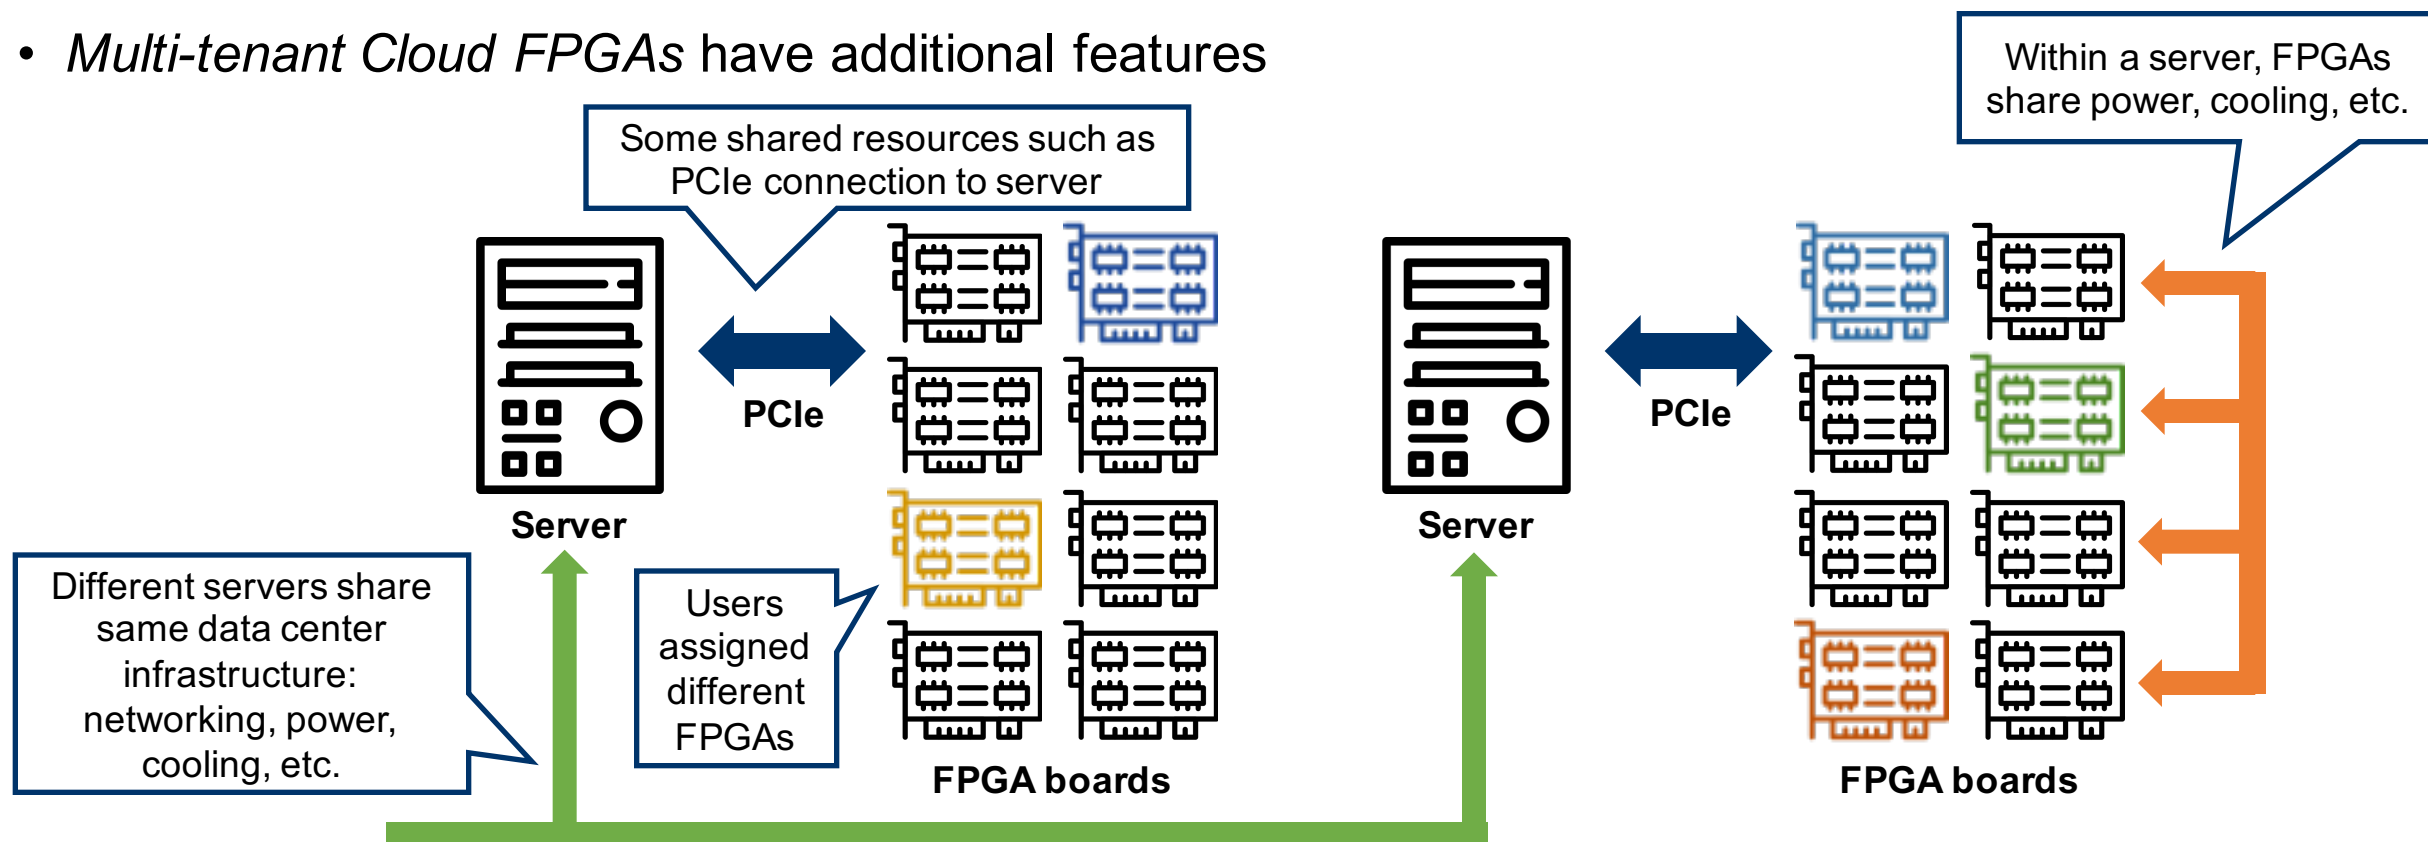 • Multi-tenant Cloud FPGAs have additional features
Within a server, FPGAs
share power, cooling, etc.
Some shared resources such as
PCIe connection to server
PCIe
PCIe
Server
Server
Different servers share
same data center
infrastructure:
networking, power,
cooling, etc.
Users
assigned
different
FPGAs
FPGA boards
FPGA boards